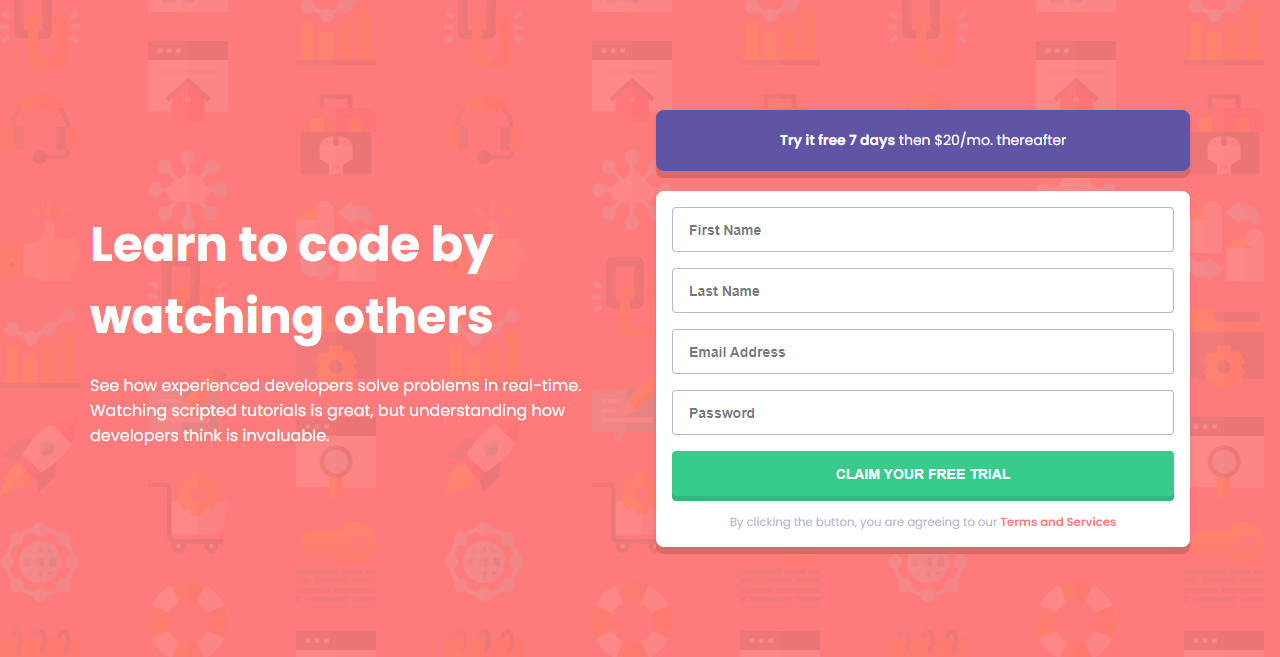 Learn to code by
watching others
See how experienced developers solve problems in real-time.
Watching scripted tutorials is great, but understanding how
developers think is invaluable.
Try it free 7 days then $20/mo. thereafter
First Name
Last Name
Email Address
Password
CLAIM YOUR FREE TRIAL
By clicking the button, you are agreeing to our Terms and Services